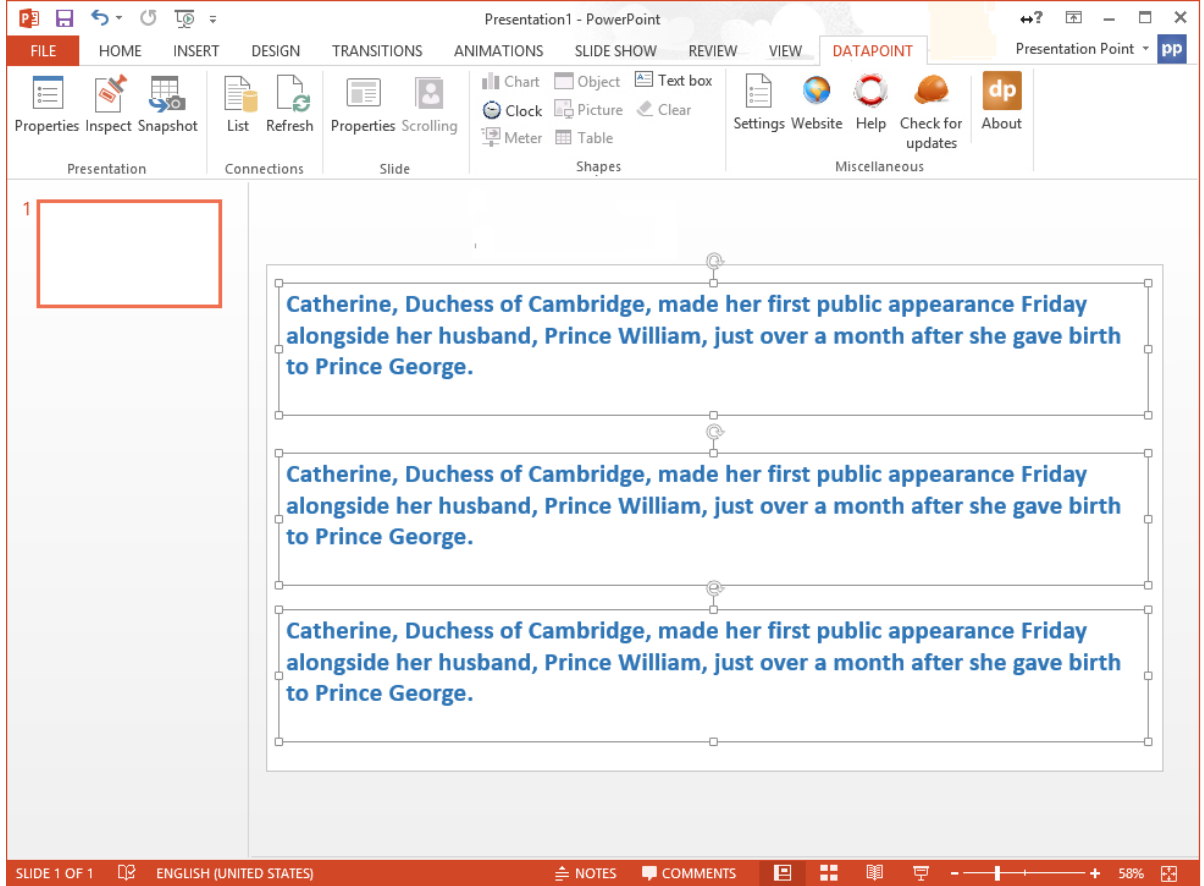 Presentation1 - PowerPoint
?
FILE HOME INSERT DESIGN TRANSITIONS ANIMATIONS SLIDE SHOW REVIEW VIEW DATAPOINT Presentation Point pp
Chart Object Text box
Clock Picture Clear
Meter Table
Properties Inspect Snapshot List Refresh Properties Scrolling Settings Website Help Check for updates dp About
Presentation Connections Slide Shapes Miscellaneous
1
Catherine, Duchess of Cambridge, made her first public appearance Friday
alongside her husband, Prince William, just over a month after she gave birth
to Prince George.
Catherine, Duchess of Cambridge, made her first public appearance Friday
alongside her husband, Prince William, just over a month after she gave birth
to Prince George.
Catherine, Duchess of Cambridge, made her first public appearance Friday
alongside her husband, Prince William, just over a month after she gave birth
to Prince George.
SLIDE 1 OF 1 ENGLISH (UNITED STATES) NOTES COMMENTS 58%